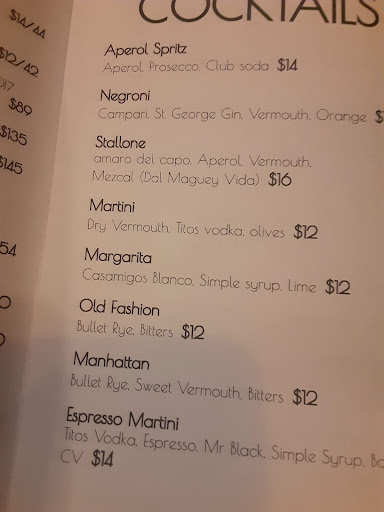 COCKTAILS
$14/44
$12/42
$89
$135
$145
54
Aperol Spritz
Aperol, Prosecco, Club soda $14
Negroni
Campari, St. George Gin, Vermouth, Orange
Stallone
amaro del capo, Aperol, Vermouth,
Mezcal (Dal Maguey Vida) $16
Martini
Dry Vermouth, Titos vodka, olives $12
Margarita
Casamigos Blanco, Simple syrup, Lime $12
Old Fashion
Bullet Rye, Bitters $12
Manhattan
Bullet Rye, Sweet Vermouth, Bitters $12
Espresso Martini
Titos Vodka, Espresso, Mr Black, Simple Syrup,
CV $14